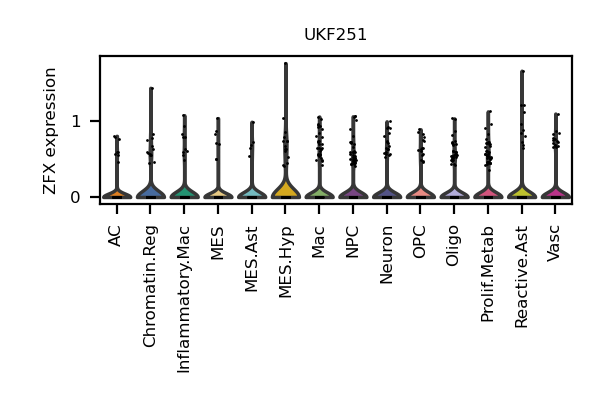 UKF251
ZFX expression
1
0
AC
Chromatin.Reg
Inflammatory.Mac
MES
MES.Ast
MES.Hyp
Mac
NPC
Neuron
OPC
Oligo
Prolif.Metab
Reactive.Ast
Vasc